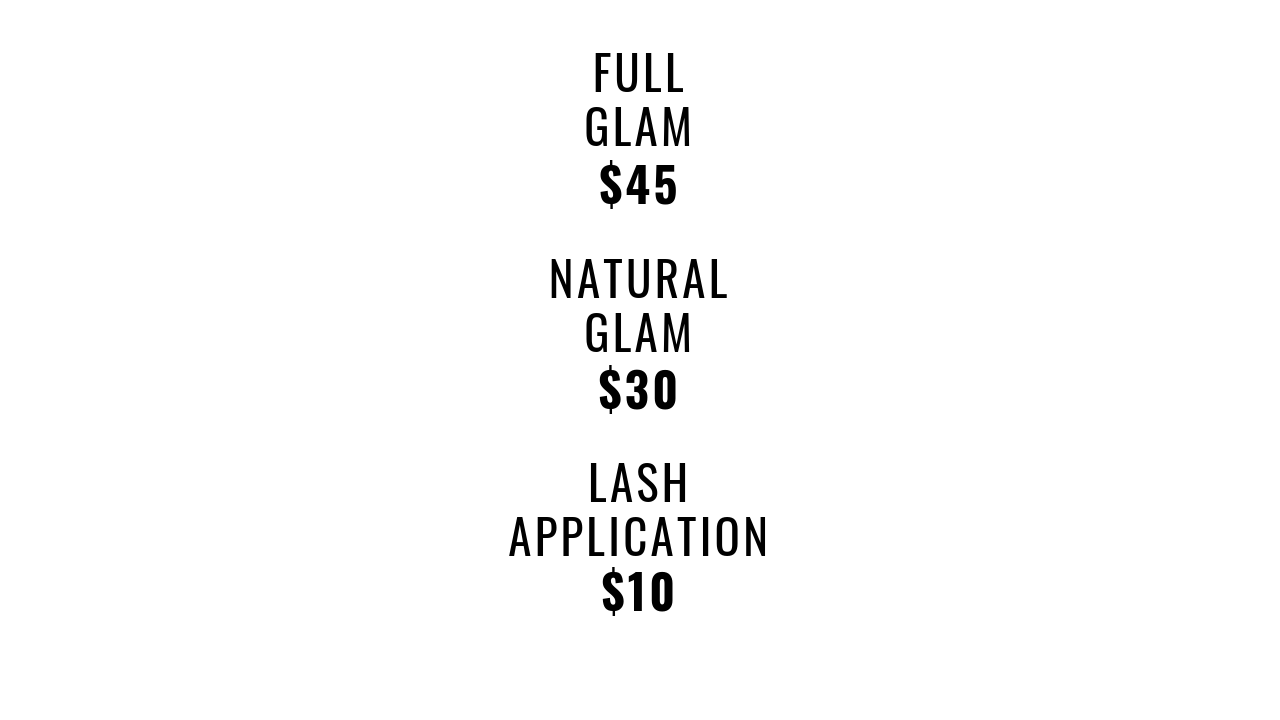 FULL
GLAM
$45
NATURAL
GLAM
$30
LASH
APPLICATION
$10